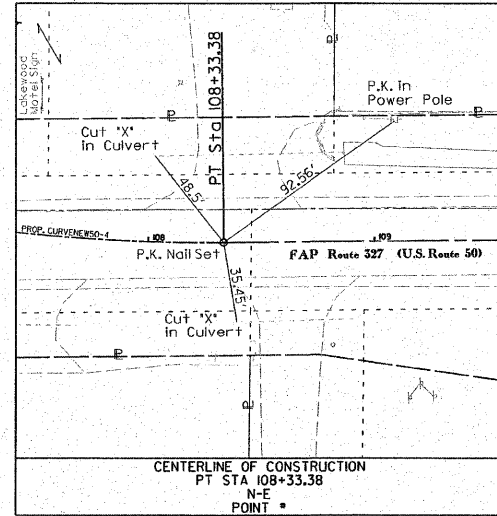 Lakewood
Motel Sign
PT Sta 108+33.38
P.K. In
Power Pole
Cut "X"
in Culvert
48.5'
92.56'
PROP. CURVENEW50-4
108
109
P.K. Nail Set
FAP Route 327 (U.S. Route 50)
35.45'
Cut "X"
in Culvert
CENTERLINE OF CONSTRUCTION
PT STA 108+33.38
N-E
POINT *